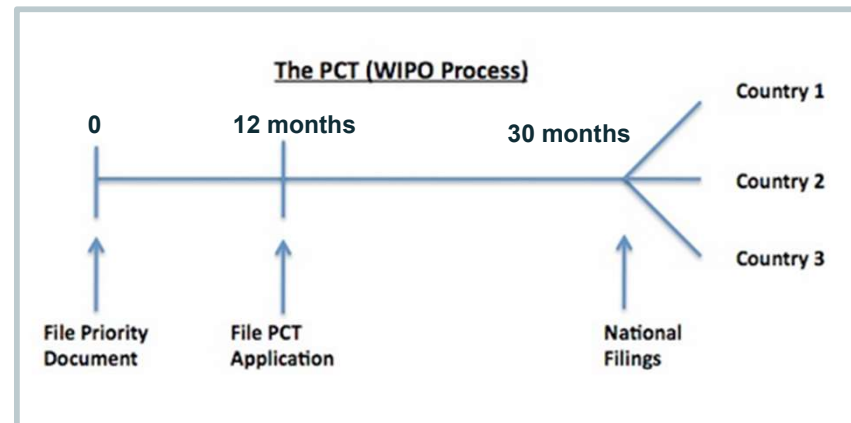 The PCT (WIPO Process)
0
12 months
30 months
Country 1
Country 2
Country 3
File Priority
Document
File PCT
Application
National
Filings